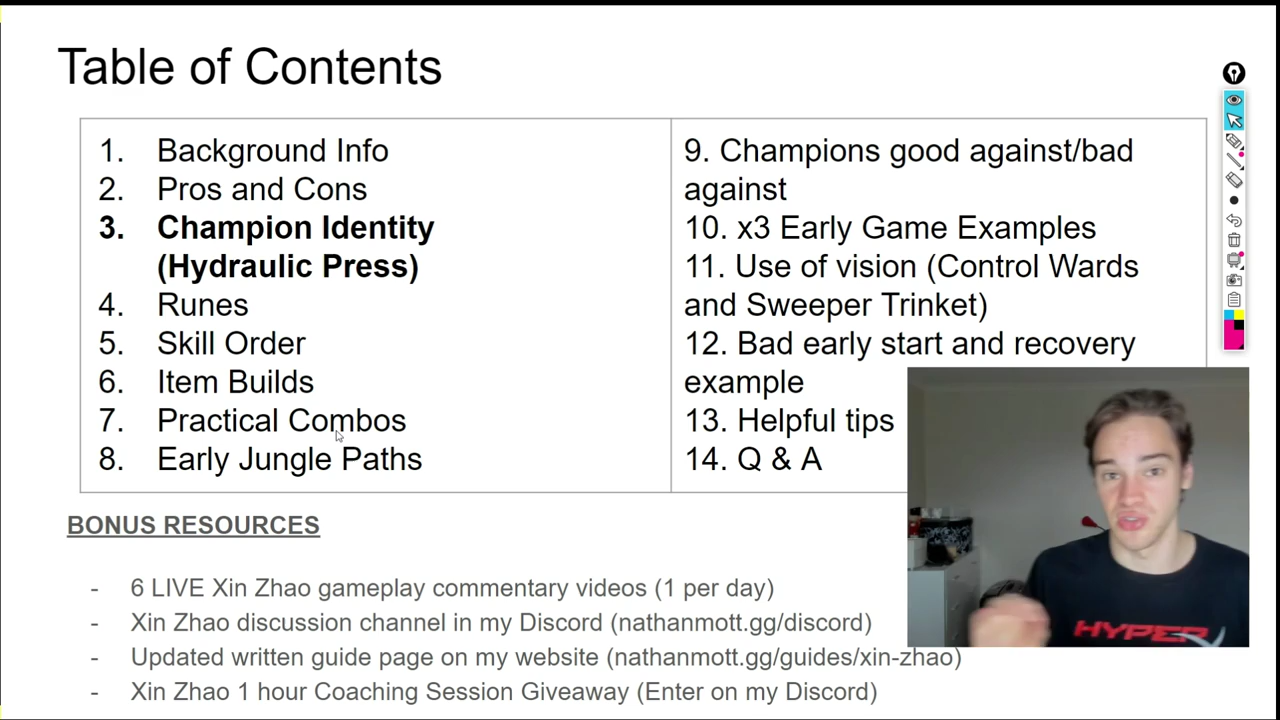 Table of Contents
1. Background Info
2. Pros and Cons
3. Champion Identity
(Hydraulic Press)
4. Runes
5. Skill Order
6. Item Builds
7. Practical Combos
8. Early Jungle Paths
9. Champions good against/bad
against
10. x3 Early Game Examples
11. Use of vision (Control Wards
and Sweeper Trinket)
12. Bad early start and recovery
example
13. Helpful tips
14. Q & A
BONUS RESOURCES
- 6 LIVE Xin Zhao gameplay commentary videos (1 per day)
- Xin Zhao discussion channel in my Discord (nathanmott.gg/discord)
- Updated written guide page on my website (nathanmott.gg/guides/xin-zhao)
- Xin Zhao 1 hour Coaching Session Giveaway (Enter on my Discord)
HYPER